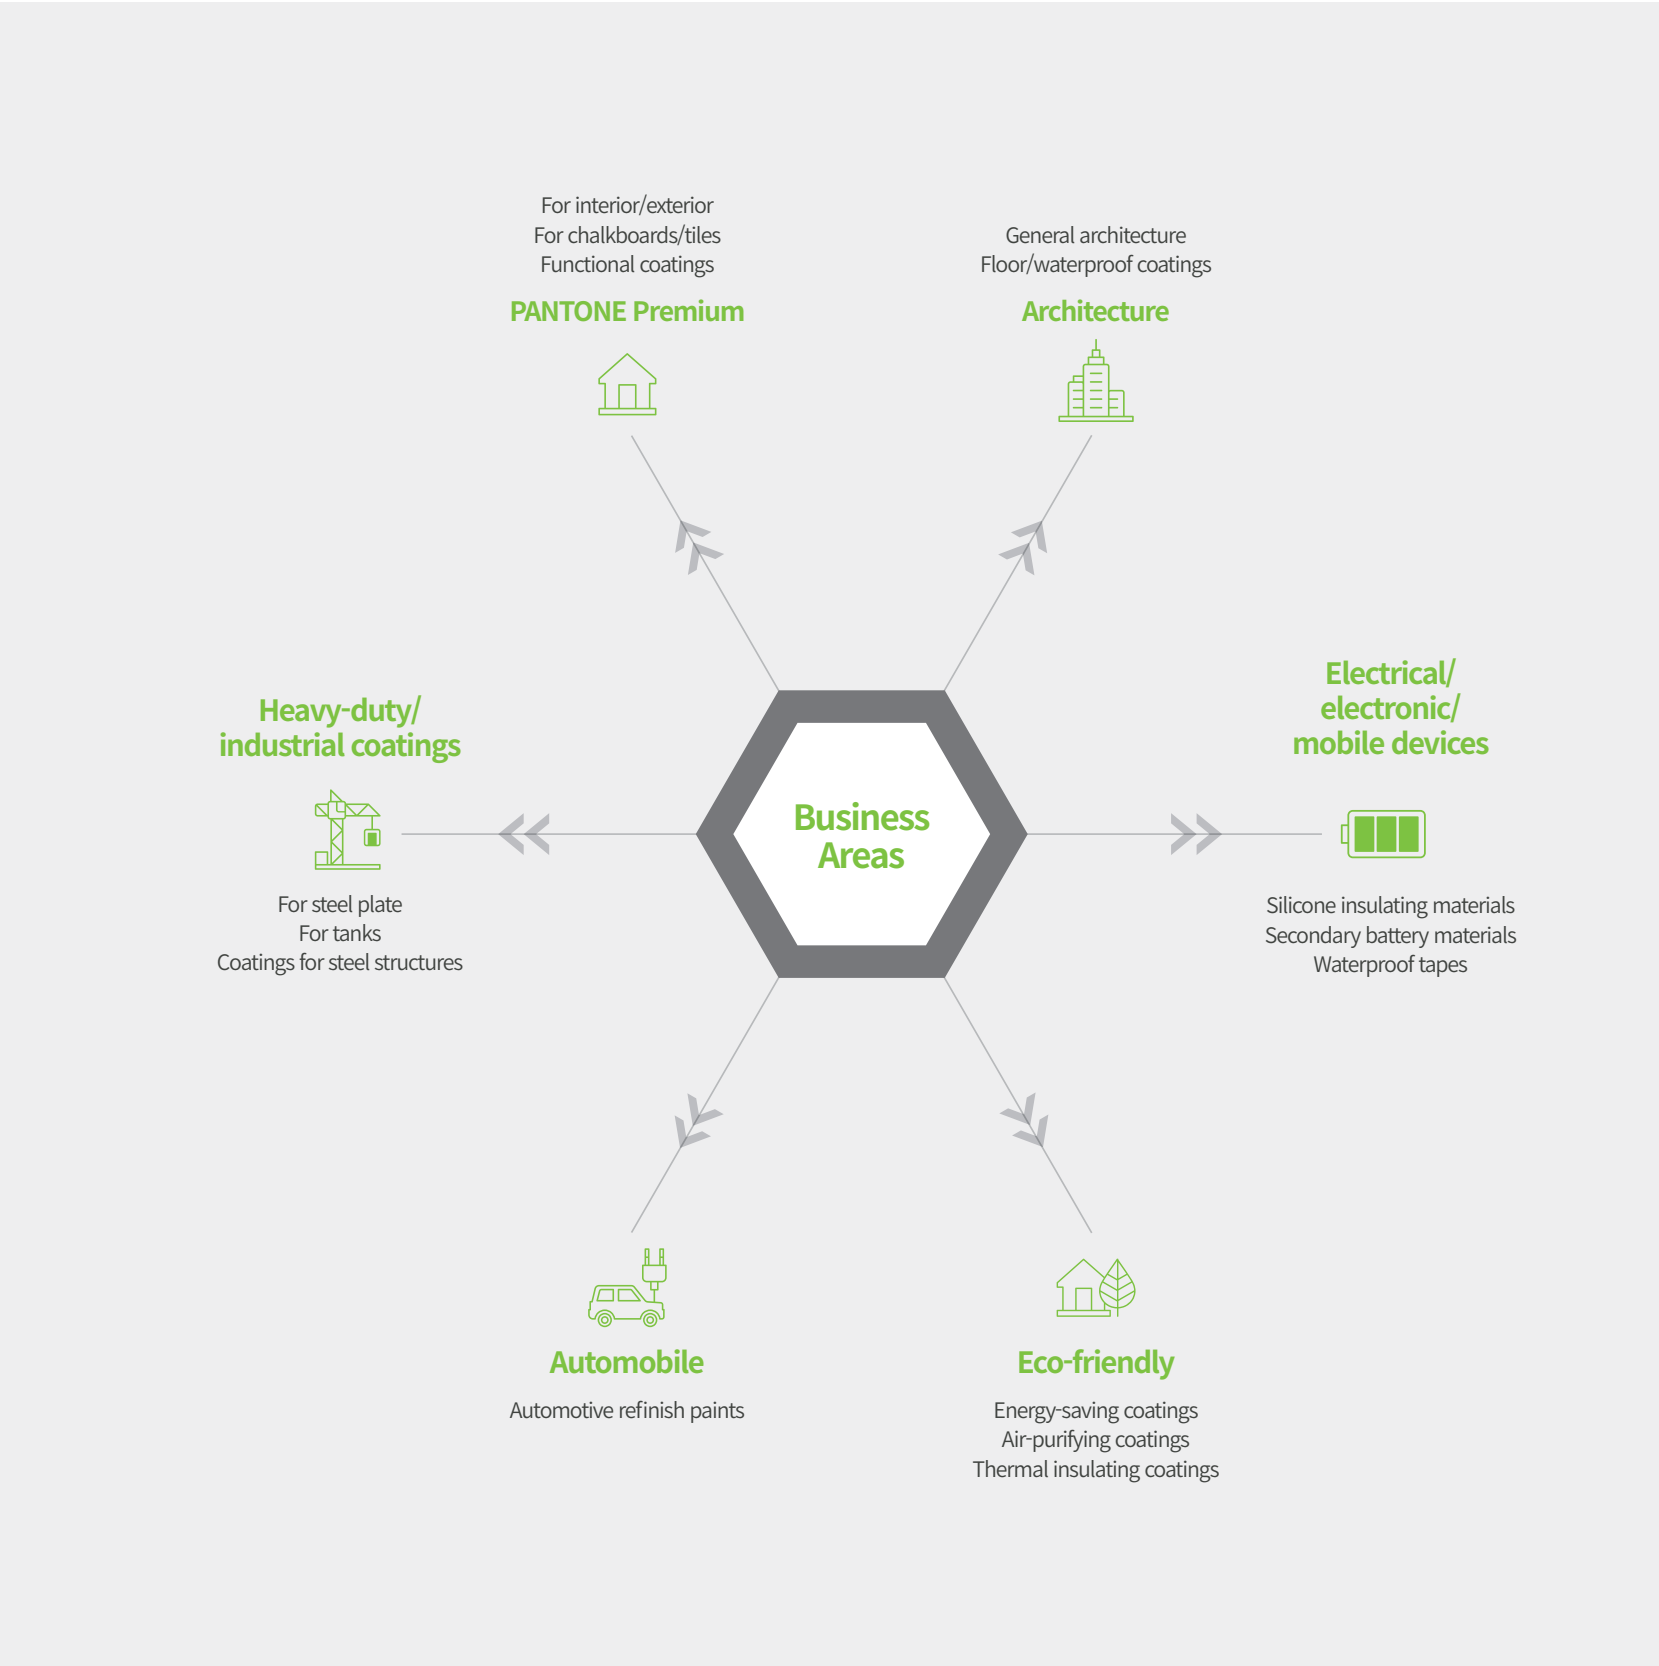 For interior/exterior
For chalkboards/tiles
Functional coatings
PANTONE Premium
General architecture
Floor/waterproof coatings
Architecture
Heavy-duty/
industrial coatings
For steel plate
For tanks
Coatings for steel structures
Business
Areas
Electrical/
electronic/
mobile devices
Silicone insulating materials
Secondary battery materials
Waterproof tapes
Automobile
Automotive refinish paints
Eco-friendly
Energy-saving coatings
Air-purifying coatings
Thermal insulating coatings